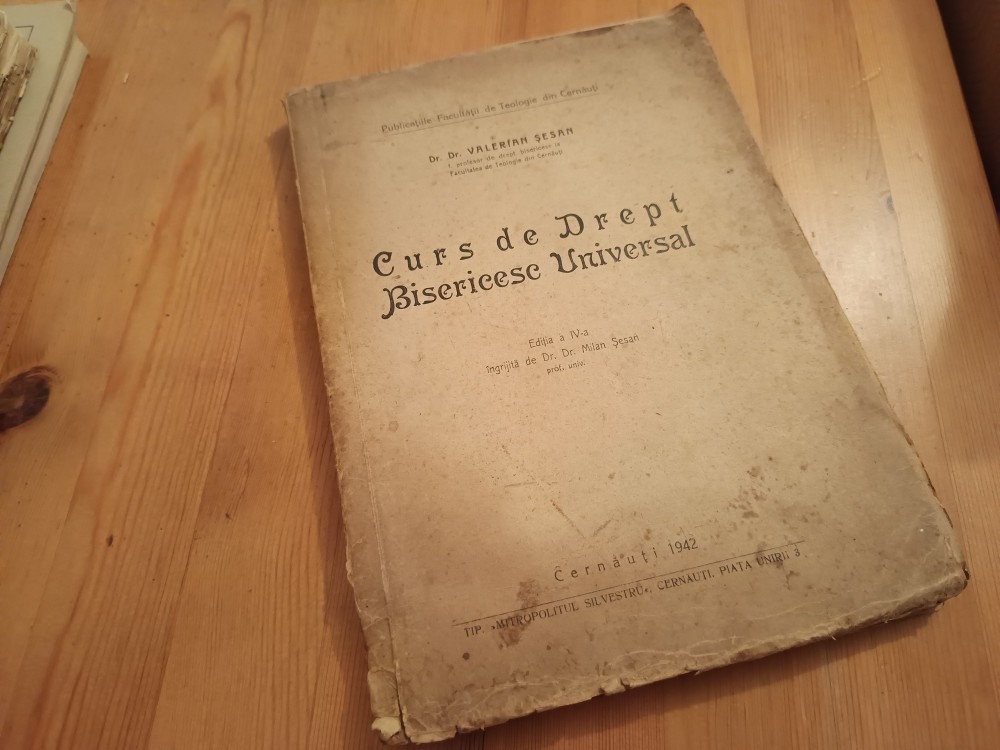 Publicațiile Facultății de Teologie din Cernăuți
Dr. Dr. VALERIAN ȘESAN
f. profesor de drept bisericesc la
Facultatea de Teologie din Cernăuți
Curs de Drept
Bisericesc Universal
Ediția a IV-a
îngrijită de Dr. Dr. Milan Șesan
prof. univ.
Cernăuți 1942
TIP. „MITROPOLITUL SILVESTRU“, CERNĂUȚI, PIAȚA UNIRII 3